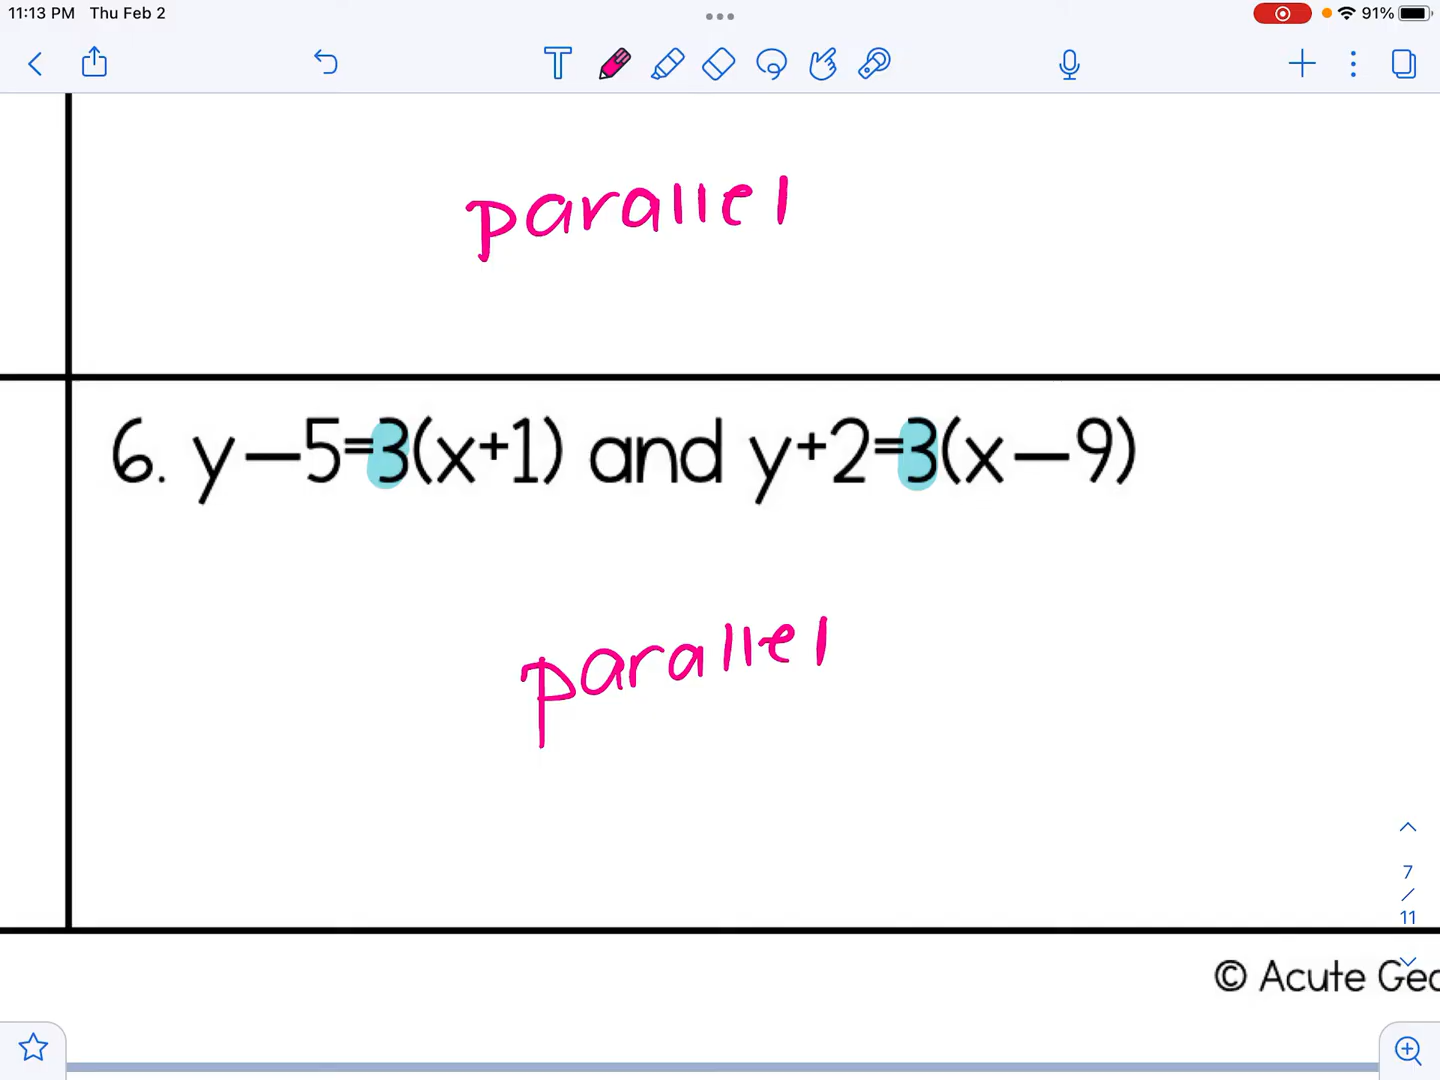 11:13 PM Thu Feb 2
91%
T
parallel
6. y−5=3(x+1) and y+2=3(x−9)
parallel
7
/
11
© Acute Geo